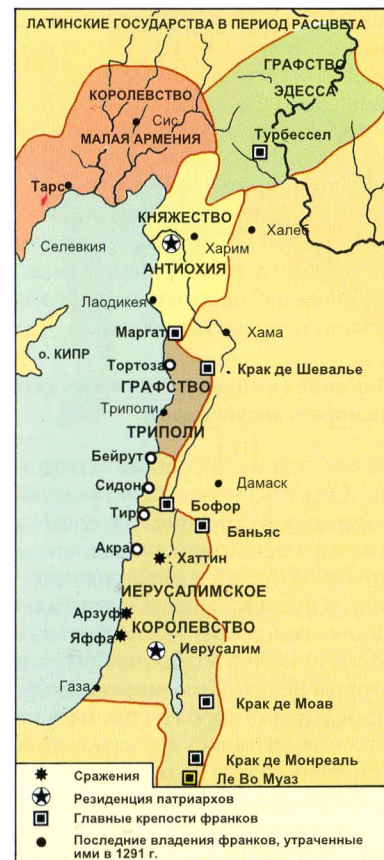 ЛАТИНСКИЕ ГОСУДАРСТВА В ПЕРИОД РАСЦВЕТА
ГРАФСТВО
ЭДЕССА
КОРОЛЕВСТВО
Сис
МАЛАЯ АРМЕНИЯ
Турбессел
Тарс
КНЯЖЕСТВО
Халеб
Селевкия
Харим
АНТИОХИЯ
Лаодикея
Маргат
Хама
о. КИПР
Тортоза
Крак де Шевалье
ГРАФСТВО
Триполи
ТРИПОЛИ
Бейрут
Сидон
Дамаск
Бофор
Тир
Баньяс
Акра
Хаттин
ИЕРУСАЛИМСКОЕ
Арзуф
КОРОЛЕВСТВО
Яффа
Иерусалим
Газа
Крак де Моав
Крак де Монреаль
Ле Во Муаз
Сражения
Резиденция патриархов
Главные крепости франков
Последние владения франков, утраченные
ими в 1291 г.